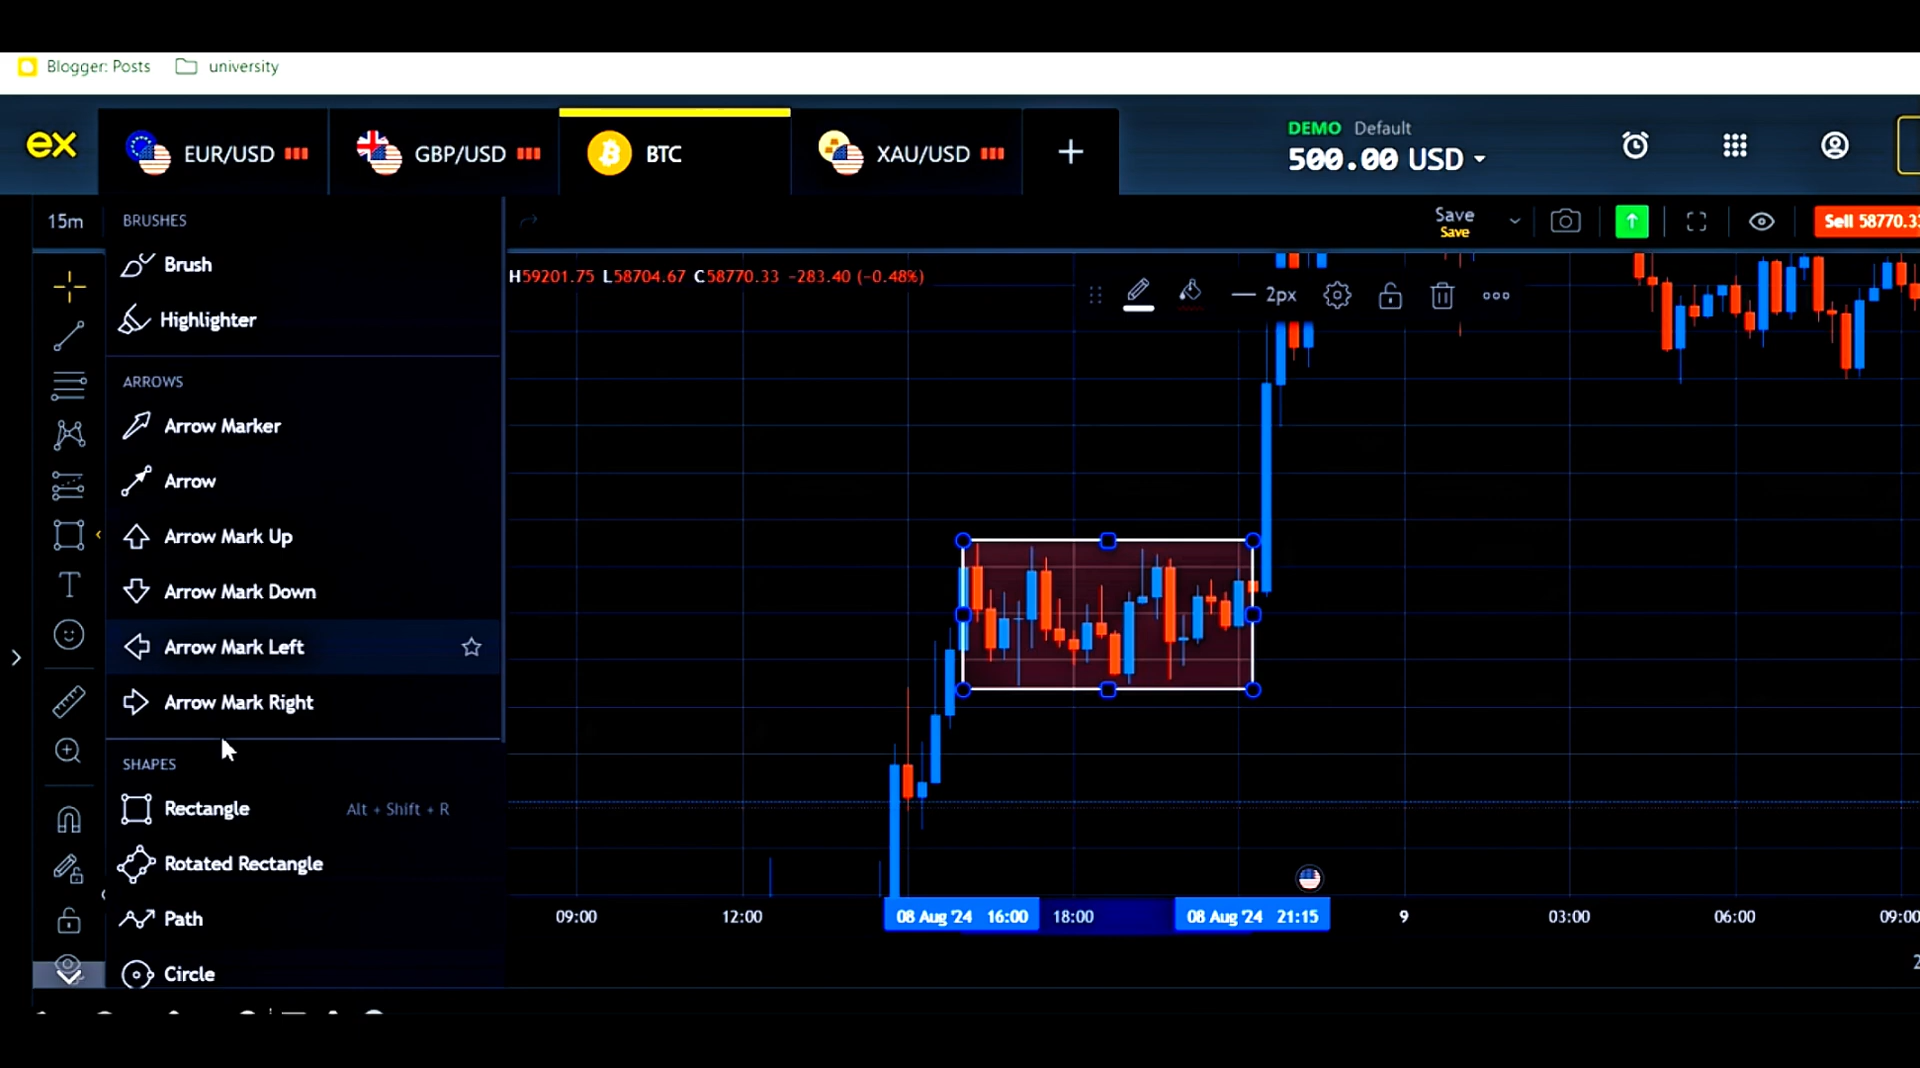 Blogger: Posts university
ex EUR/USD GBP/USD BTC XAU/USD + DEMO Default
500.00 USD
15m BRUSHES Save Save Sell 58770.33
Brush
H59201.75 L58704.67 C58770.33 -283.40 (-0.48%) 2px
Highlighter
ARROWS
Arrow Marker
Arrow
Arrow Mark Up
Arrow Mark Down
Arrow Mark Left
Arrow Mark Right
SHAPES
Rectangle Alt + Shift + R
Rotated Rectangle
Path
09:00 12:00 08 Aug '24 16:00 18:00 08 Aug '24 21:15 9 03:00 06:00 09:00
Circle